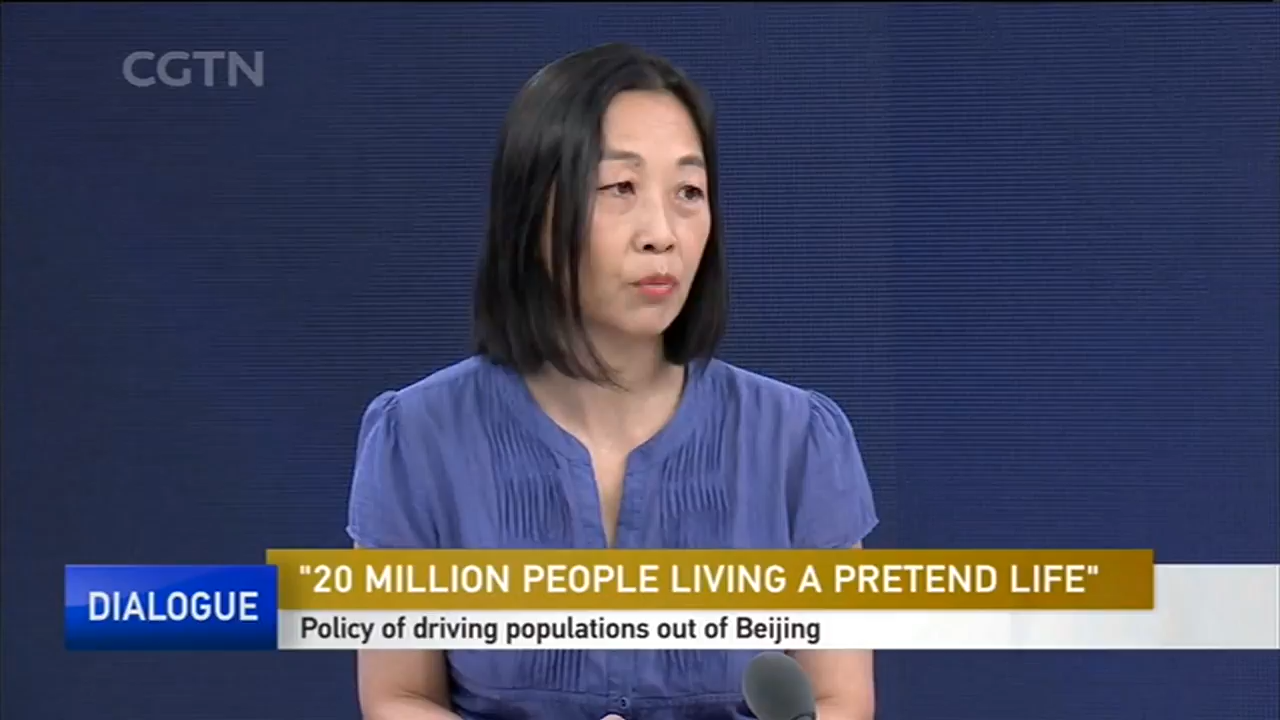 CGTN
"20 MILLION PEOPLE LIVING A PRETEND LIFE"
DIALOGUE
Policy of driving populations out of Beijing